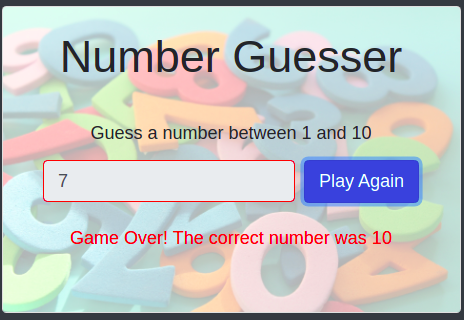 Number Guesser
Guess a number between 1 and 10
7
Play Again
Game Over! The correct number was 10